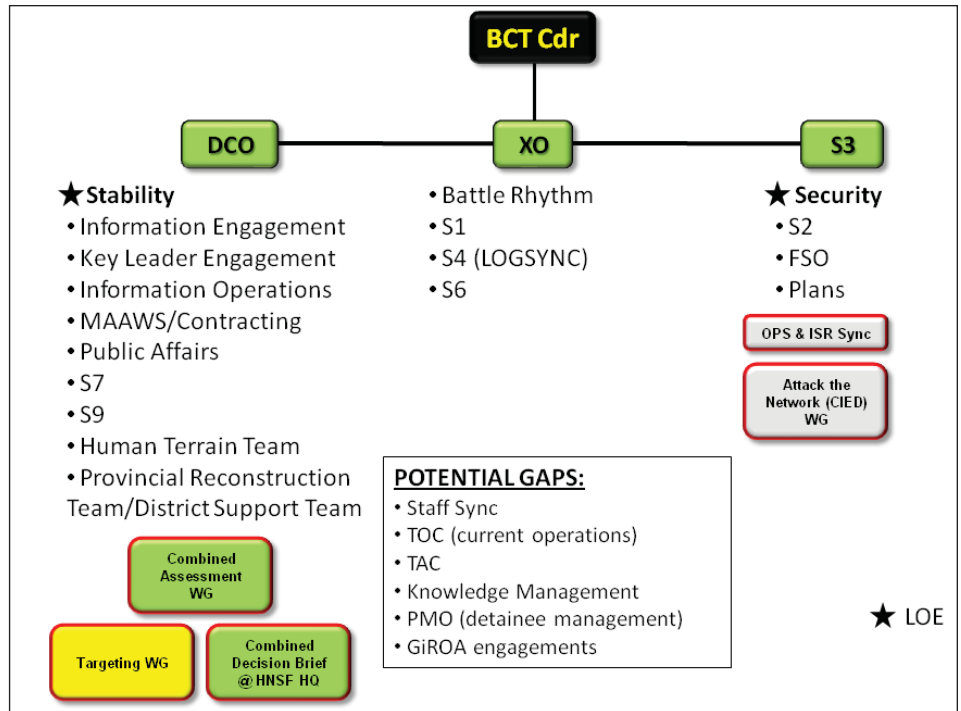 BCT Cdr
DCO
XO
S3
★ Stability
• Information Engagement
• Key Leader Engagement
• Information Operations
• MAAWS/Contracting
• Public Affairs
• S7
• S9
• Human Terrain Team
• Provincial Reconstruction
Team/District Support Team
• Battle Rhythm
• S1
• S4 (LOGSYNC)
• S6
★ Security
• S2
• FSO
• Plans
OPS & ISR Sync
Attack the
Network (CIED)
WG
Combined
Assessment
WG
Targeting WG
Combined
Decision Brief
@ HNSF HQ
POTENTIAL GAPS:
• Staff Sync
• TOC (current operations)
• TAC
• Knowledge Management
• PMO (detainee management)
• GiROA engagements
★ LOE